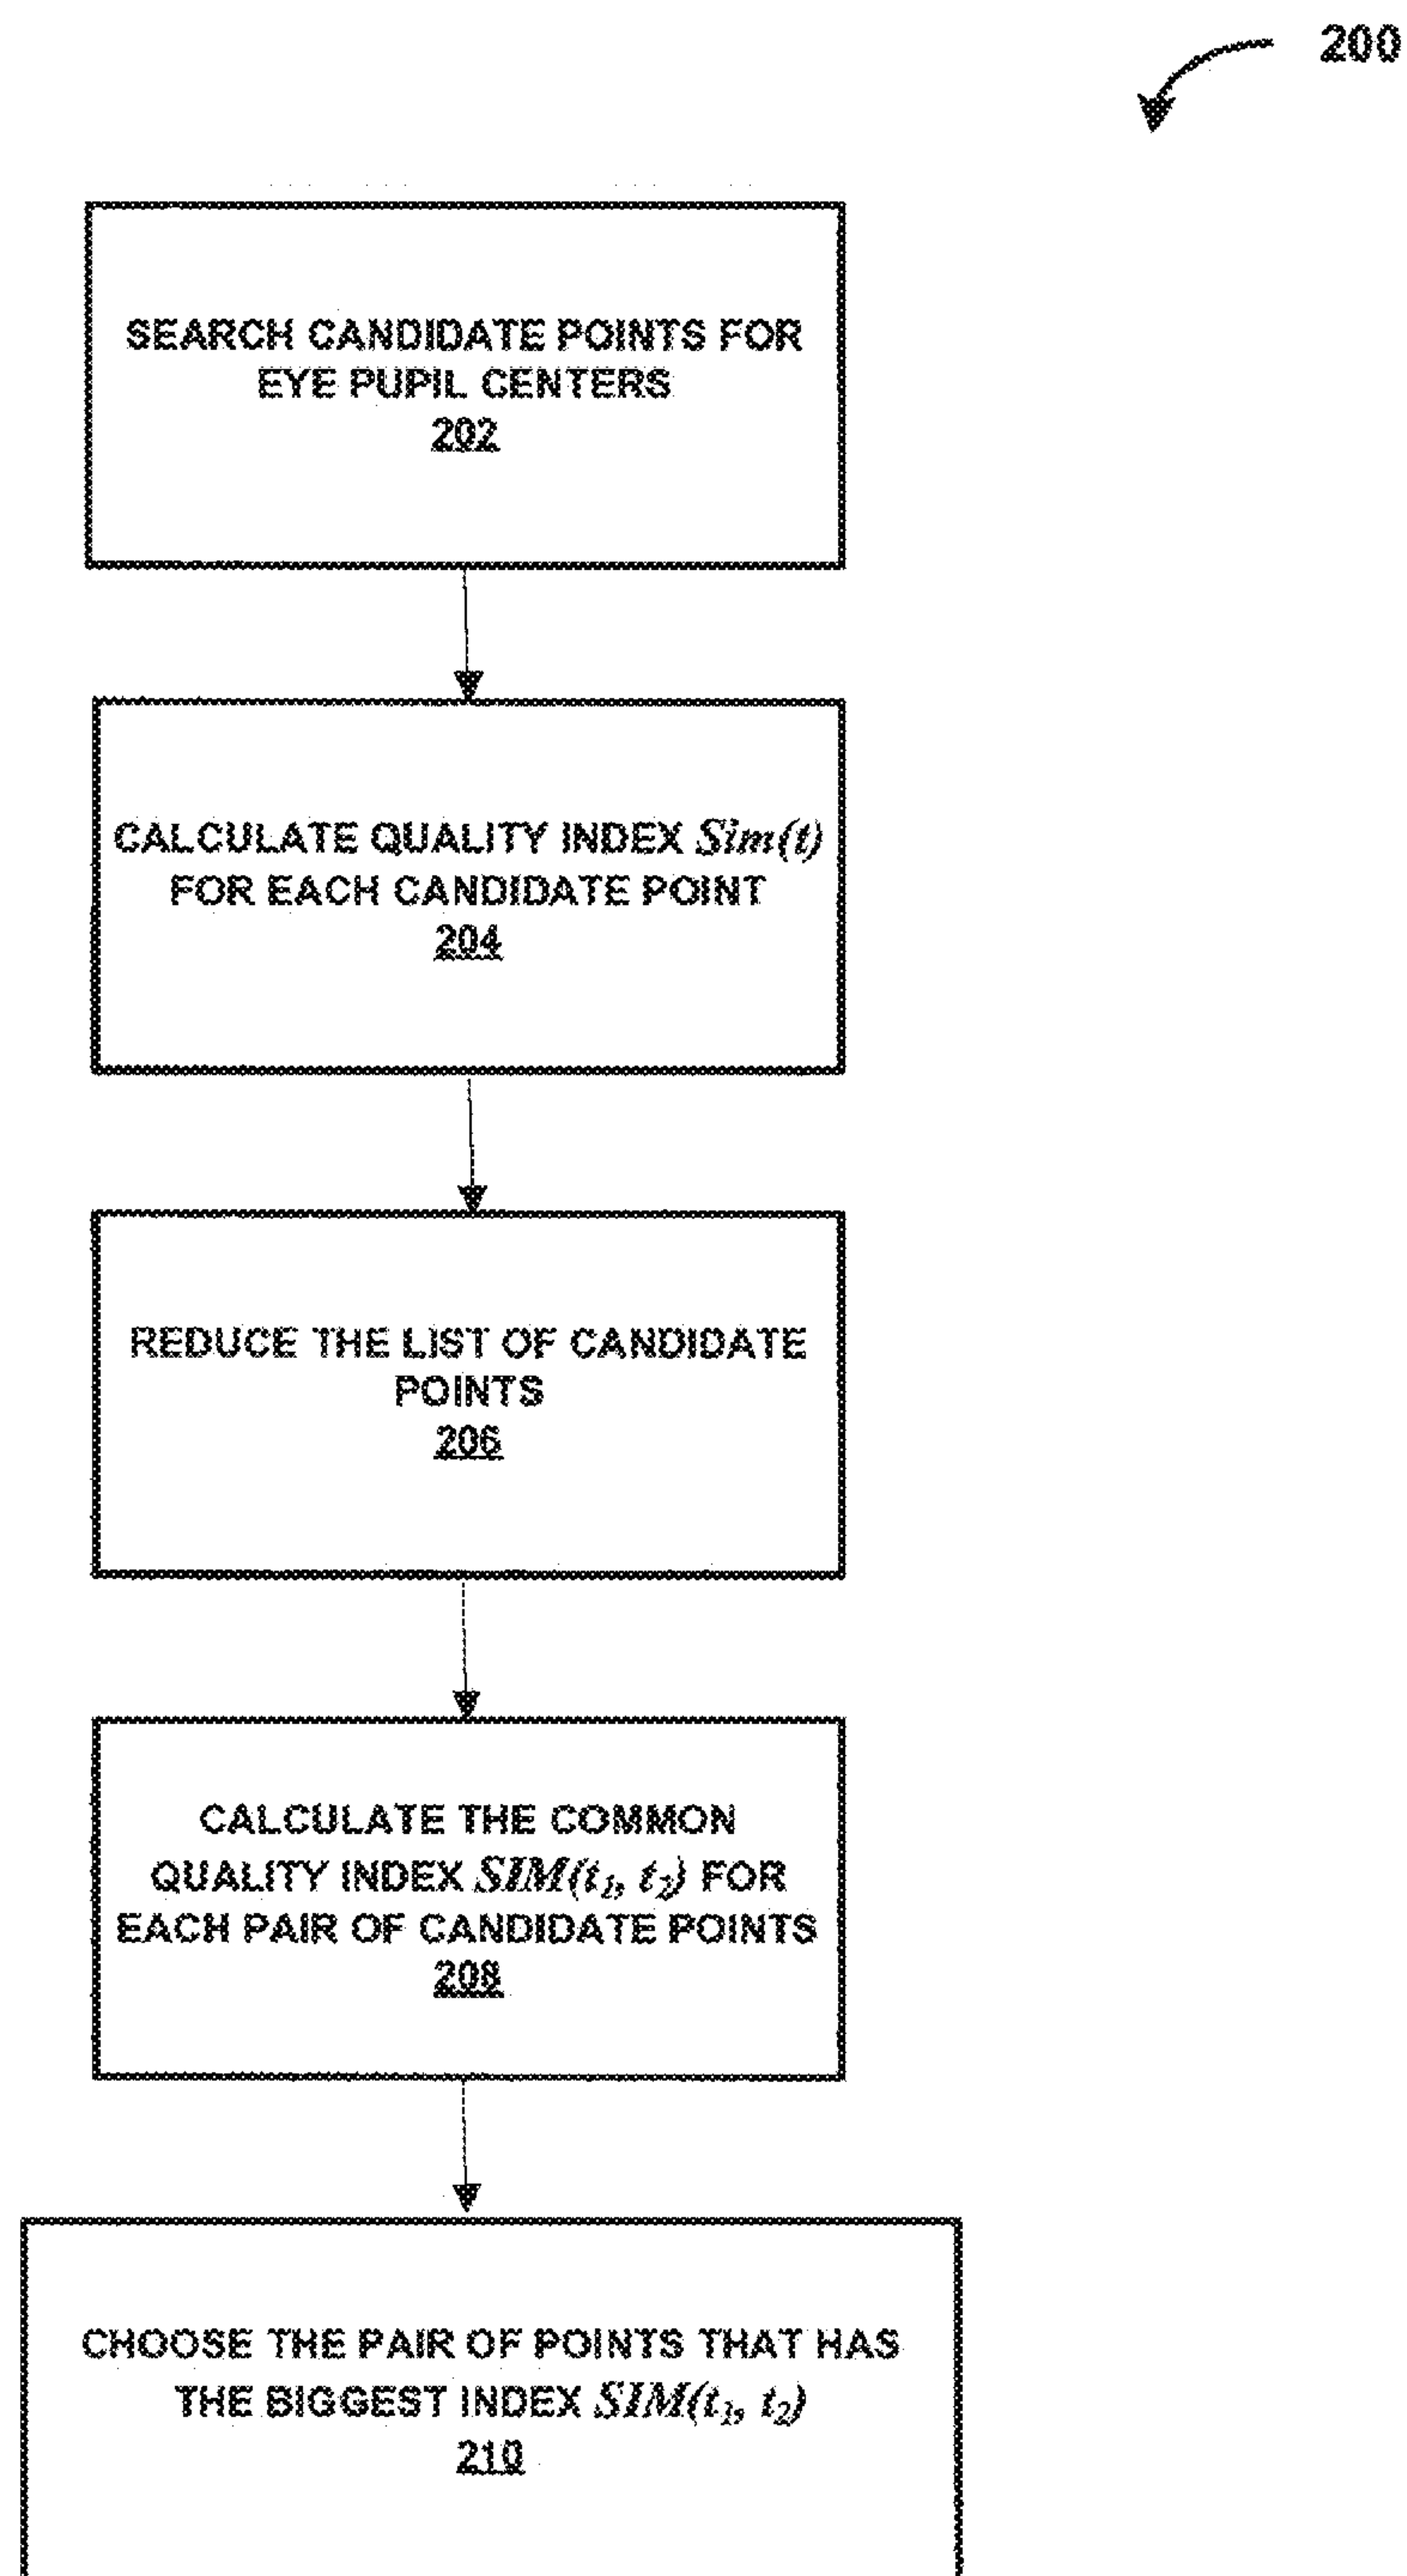 200
SEARCH CANDIDATE POINTS FOR
EYE PUPIL CENTERS
202
CALCULATE QUALITY INDEX Sim(t)
FOR EACH CANDIDATE POINT
204
REDUCE THE LIST OF CANDIDATE
POINTS
206
CALCULATE THE COMMON
QUALITY INDEX SIM(t₁, t₂) FOR
EACH PAIR OF CANDIDATE POINTS
208
CHOOSE THE PAIR OF POINTS THAT HAS
THE BIGGEST INDEX SIM(t₁, t₂)
210